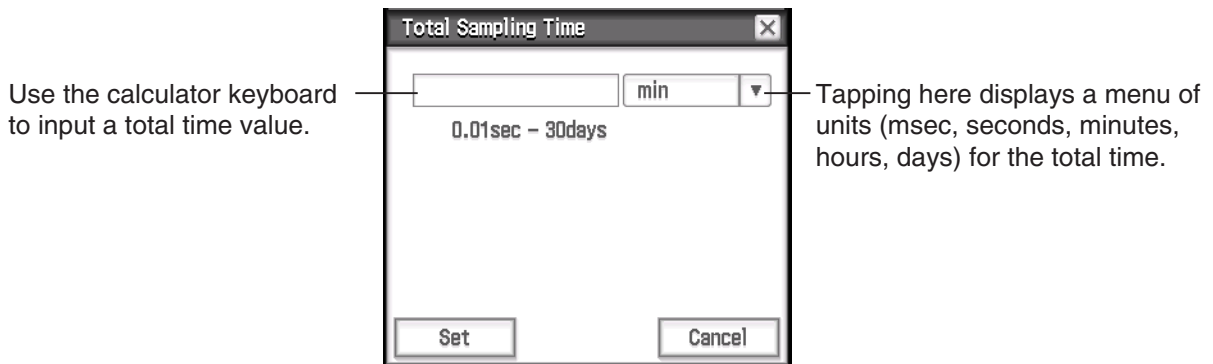 Total Sampling Time
Use the calculator keyboard
to input a total time value.
min
0.01sec – 30days
Tapping here displays a menu of
units (msec, seconds, minutes,
hours, days) for the total time.
Set
Cancel